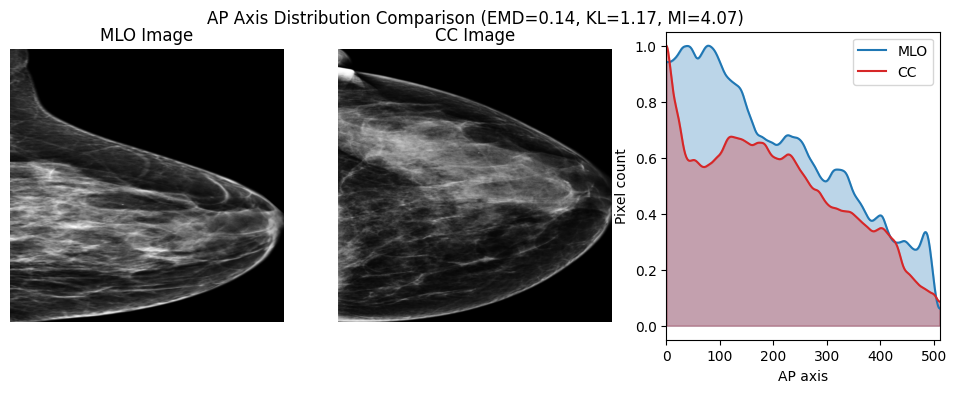 AP Axis Distribution Comparison (EMD=0.14, KL=1.17, MI=4.07)
MLO Image
CC Image
MLO
CC
Pixel count
1.0
0.8
0.6
0.4
0.2
0.0
0 100 200 300 400 500
AP axis